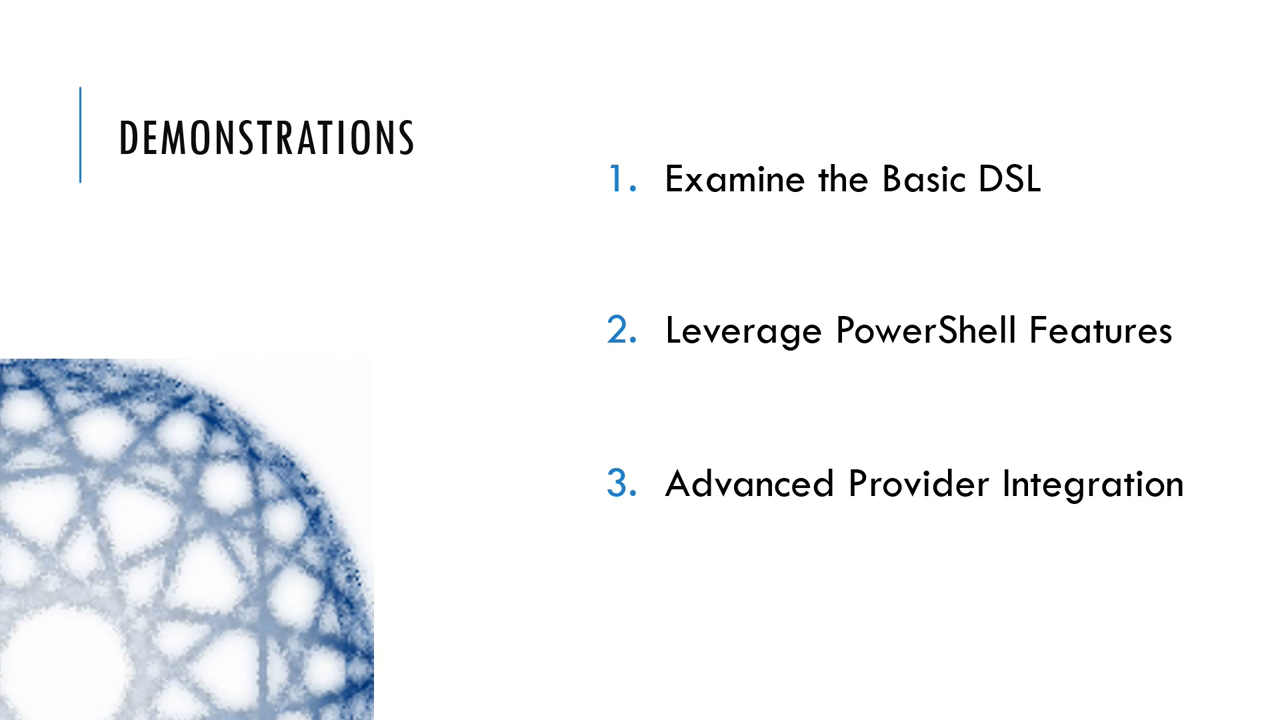 DEMONSTRATIONS
1. Examine the Basic DSL
2. Leverage PowerShell Features
3. Advanced Provider Integration